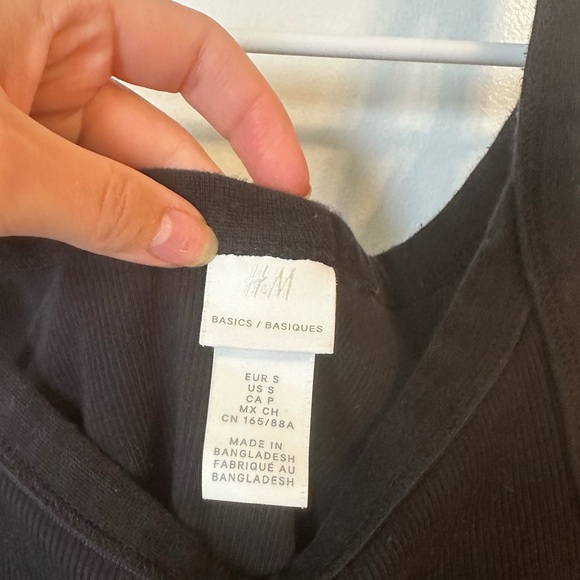 H&M
BASICS / BASIQUES
EUR S
US S
CA P
MX CH
CN 165/88A
MADE IN
BANGLADESH
FABRIQUÉ AU
BANGLADESH